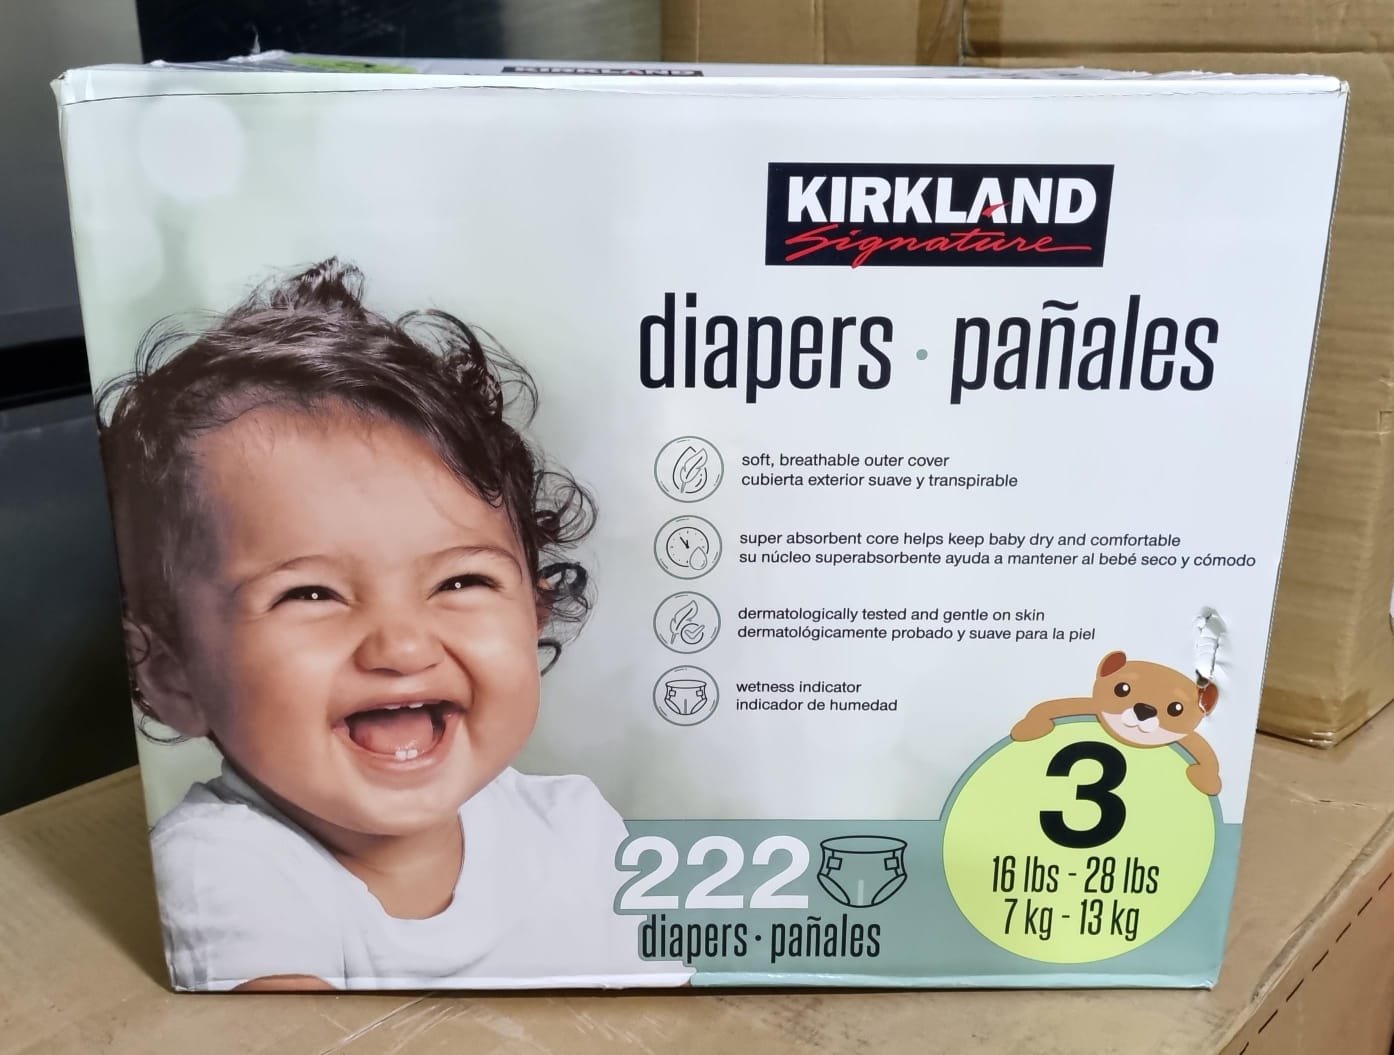 KIRKLAND
KIRKLAND
Signature
diapers · pañales
soft, breathable outer cover
cubierta exterior suave y transpirable
super absorbent core helps keep baby dry and comfortable
su núcleo superabsorbente ayuda a mantener al bebé seco y cómodo
dermatologically tested and gentle on skin
dermatológicamente probado y suave para la piel
wetness indicator
indicador de humedad
3
16 lbs - 28 lbs
7 kg - 13 kg
222
diapers · pañales